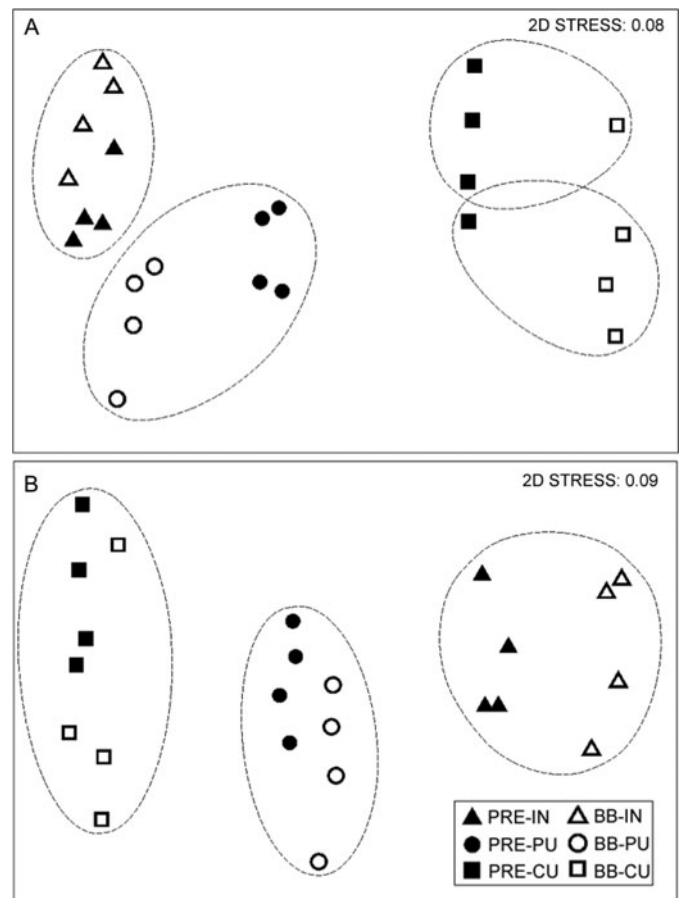 A
2D STRESS: 0.08
B
2D STRESS: 0.09
PRE-IN BB-IN
PRE-PU BB-PU
PRE-CU BB-CU